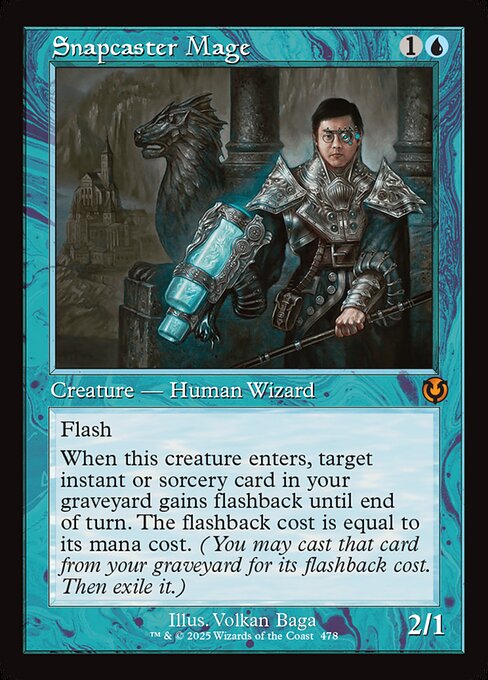 Snapcaster Mage 1
Creature — Human Wizard
Flash
When this creature enters, target
instant or sorcery card in your
graveyard gains flashback until end
of turn. The flashback cost is equal to
its mana cost. (You may cast that card
from your graveyard for its flashback cost.
Then exile it.)
Illus. Volkan Baga
2/1
™ & © 2025 Wizards of the Coast 478